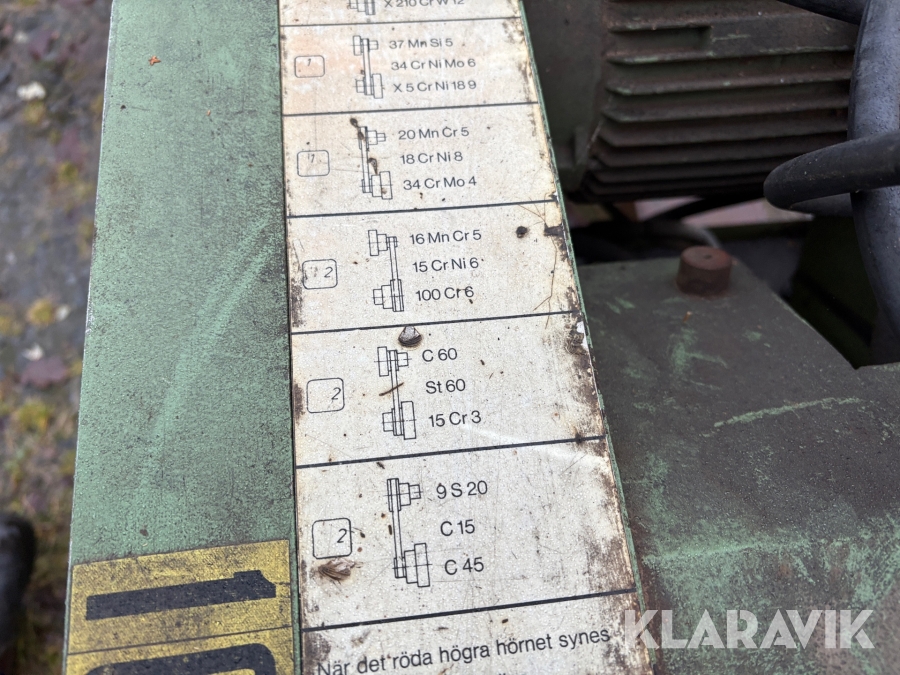 X 210 Cr W 12
1
37 Mn Si 5
34 Cr Ni Mo 6
X 5 Cr Ni 18 9
1
20 Mn Cr 5
18 Cr Ni 8
34 Cr Mo 4
2
16 Mn Cr 5
15 Cr Ni 6
100 Cr 6
2
C 60
St 60
15 Cr 3
2
9 S 20
C 15
C 45
När det röda högra hörnet synes
KLARAVIK